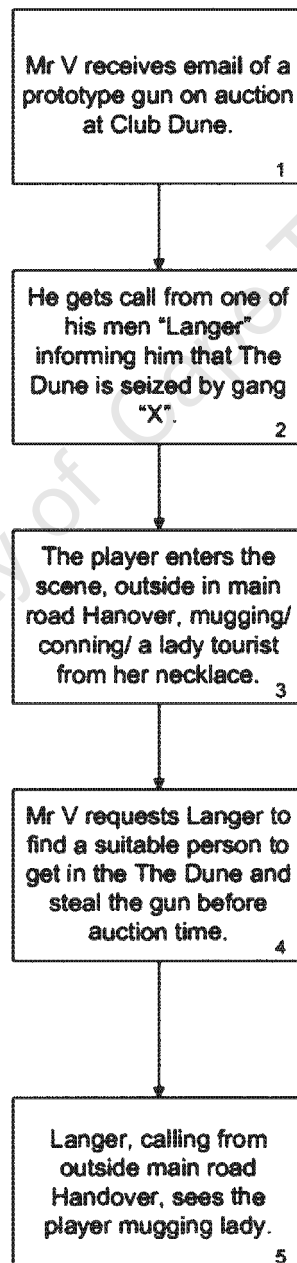 Mr V receives email of a
prototype gun on auction
at Club Dune.
1
He gets call from one of
his men “Langer”
informing him that The
Dune is seized by gang
“X”.
2
The player enters the
scene, outside in main
road Hanover, mugging/
conning/ a lady tourist
from her necklace.
3
Mr V requests Langer to
find a suitable person to
get in the The Dune and
steal the gun before
auction time.
4
Langer, calling from
outside main road
Handover, sees the
player mugging lady.
5